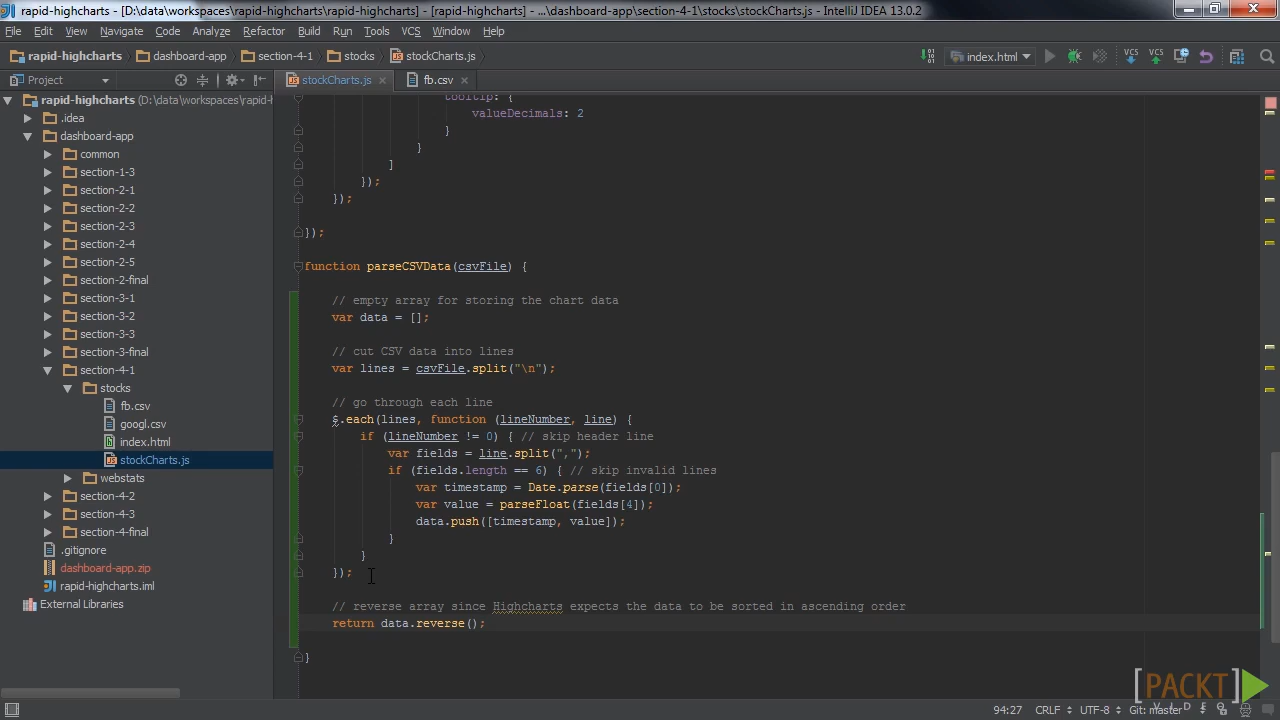 rapid-highcharts - [D:\data\workspaces\rapid-highcharts\rapid-highcharts] - [rapid-highcharts] - ...\dashboard-app\section-4-1\stocks\stockCharts.js - IntelliJ IDEA 13.0.2
File Edit View Navigate Code Analyze Refactor Build Run Tools VCS Window Help
rapid-highcharts dashboard-app section-4-1 stocks stockCharts.js index.html VCS VCS
Project stockCharts.js fb.csv
rapid-highcharts (D:\data\workspaces\rapid-h
.idea
dashboard-app
common
section-1-3
section-2-1
section-2-2
section-2-3
section-2-4
section-2-5
section-2-final
section-3-1
section-3-2
section-3-3
section-3-final
section-4-1
stocks
fb.csv
googl.csv
index.html
stockCharts.js
webstats
section-4-2
section-4-3
section-4-final
.gitignore
dashboard-app.zip
rapid-highcharts.iml
External Libraries
tooltip: {
valueDecimals: 2
}
}
]
});
});
});
function parseCSVData(csvFile) {
// empty array for storing the chart data
var data = [];
// cut CSV data into lines
var lines = csvFile.split("\n");
// go through each line
$.each(lines, function (lineNumber, line) {
if (lineNumber != 0) { // skip header line
var fields = line.split(",");
if (fields.length == 6) { // skip invalid lines
var timestamp = Date.parse(fields[0]);
var value = parseFloat(fields[4]);
data.push([timestamp, value]);
}
}
});
// reverse array since Highcharts expects the data to be sorted in ascending order
return data.reverse();
}
[PACKT]
VIDEO
94:27 CRLF UTF-8 Git: master